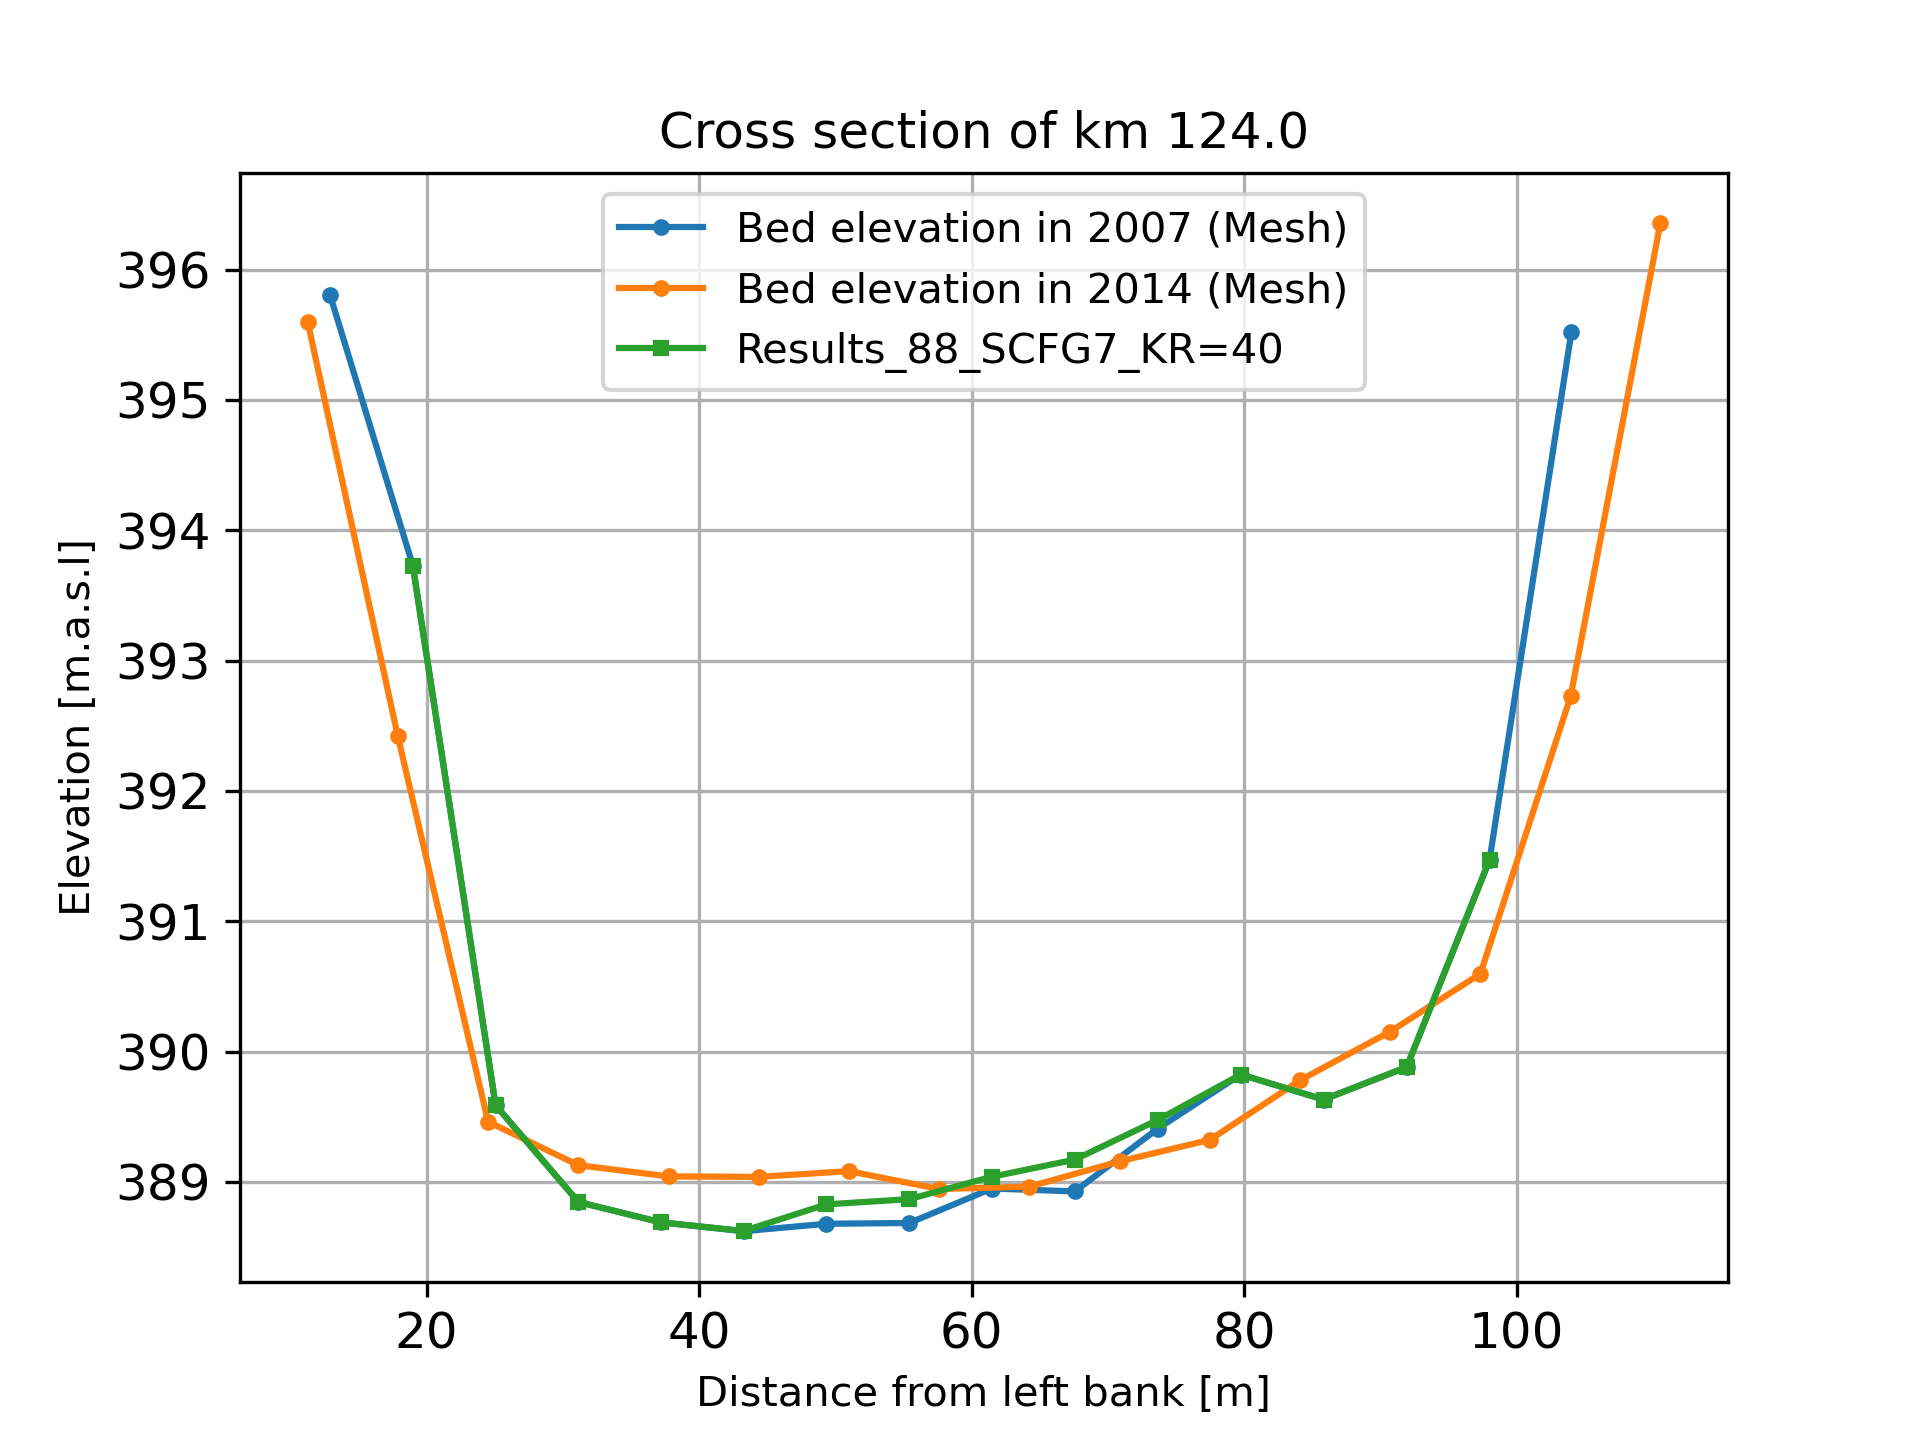 Cross section of km 124.0
Bed elevation in 2007 (Mesh)
Bed elevation in 2014 (Mesh)
Results_88_SCFG7_KR=40
396
395
394
393
392
391
390
389
Elevation [m.a.s.l]
20 40 60 80 100
Distance from left bank [m]